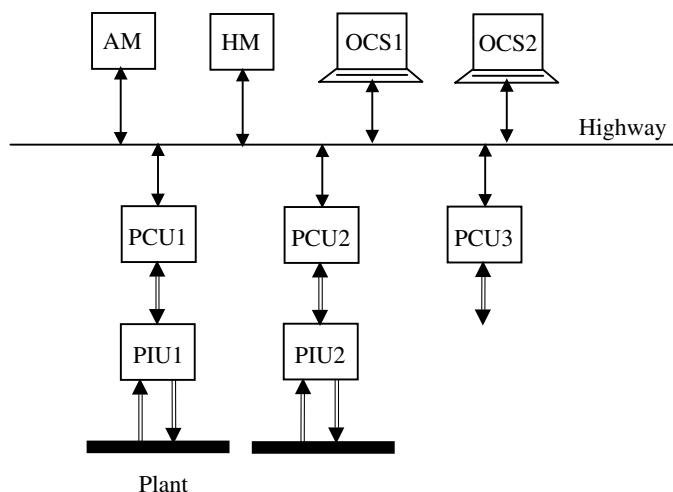 AM
HM
OCS1
OCS2
Highway
PCU1
PCU2
PCU3
PIU1
PIU2
Plant